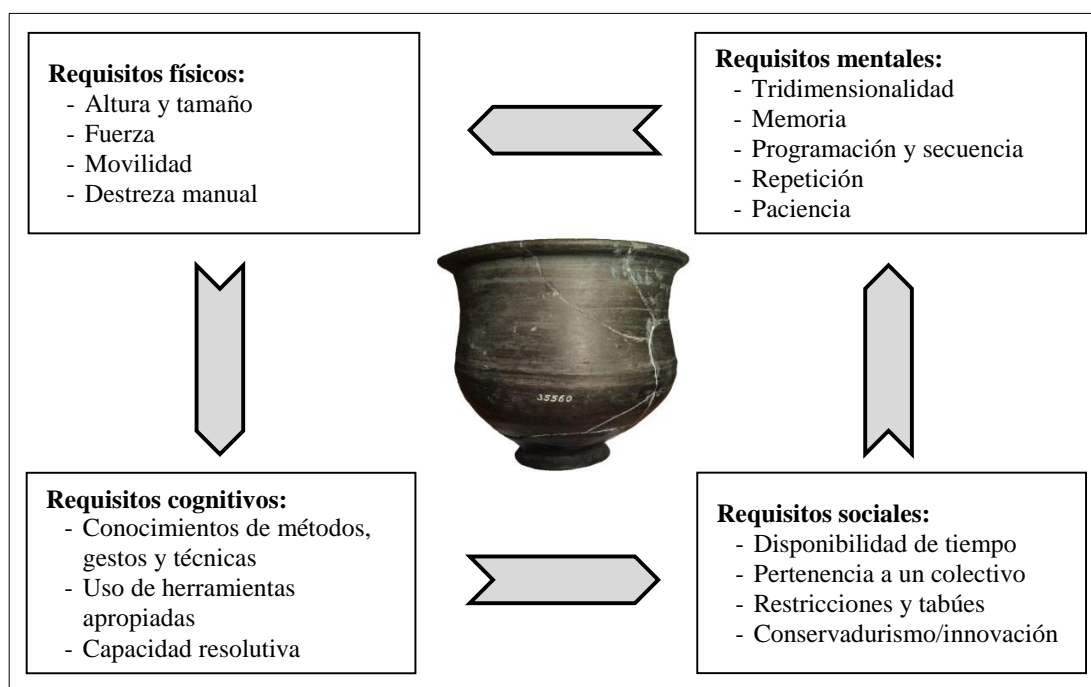 Requisitos físicos:
- Altura y tamaño
- Fuerza
- Movilidad
- Destreza manual
Requisitos mentales:
- Tridimensionalidad
- Memoria
- Programación y secuencia
- Repetición
- Paciencia
35560
Requisitos cognitivos:
- Conocimientos de métodos,
gestos y técnicas
- Uso de herramientas
apropiadas
- Capacidad resolutiva
Requisitos sociales:
- Disponibilidad de tiempo
- Pertenencia a un colectivo
- Restricciones y tabúes
- Conservadurismo/innovación